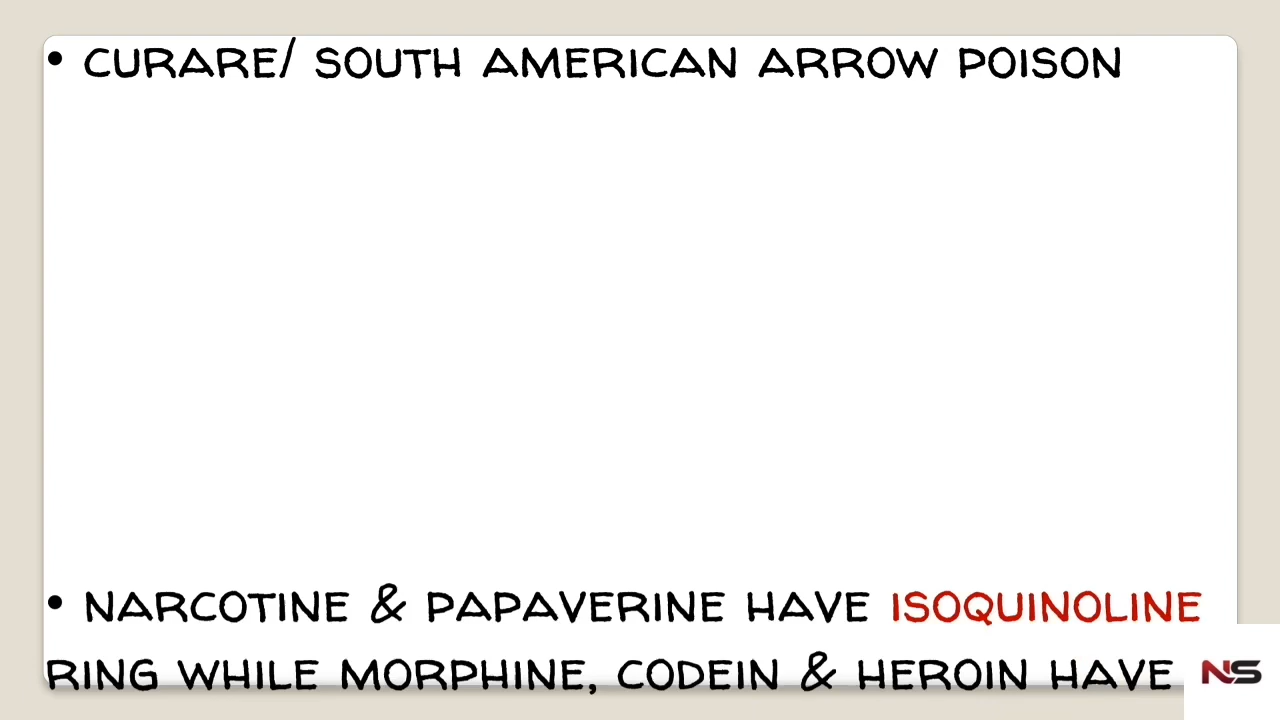 • CURARE/ SOUTH AMERICAN ARROW POISON
• NARCOTINE & PAPAVERINE HAVE ISOQUINOLINE
RING WHILE MORPHINE, CODEIN & HEROIN HAVE
NS